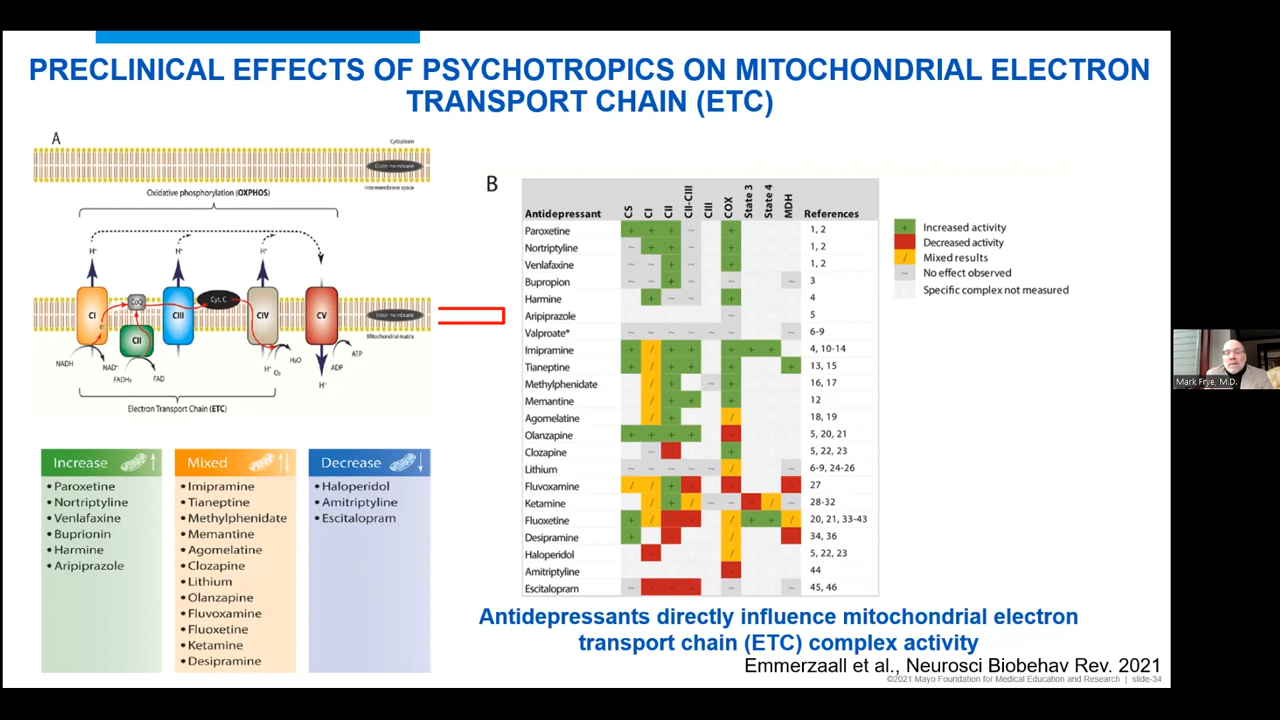 PRECLINICAL EFFECTS OF PSYCHOTROPICS ON MITOCHONDRIAL ELECTRON
TRANSPORT CHAIN (ETC)
A
Cytoplasm
Outer membrane
Intermembrane space
Oxidative phosphorylation (OXPHOS)
H⁺ H⁺ H⁺
CI CoQ CIII Cyt. C CIV CV
Inner membrane
e⁻
CII
Mitochondrial matrix
NADH NAD⁺ FADH₂ FAD H⁺ O₂ H₂O ADP ATP
H⁺
Electron Transport Chain (ETC)
Increase
• Paroxetine
• Nortriptyline
• Venlafaxine
• Buprionin
• Harmine
• Aripiprazole
Mixed
• Imipramine
• Tianeptine
• Methylphenidate
• Memantine
• Agomelatine
• Clozapine
• Lithium
• Olanzapine
• Fluvoxamine
• Fluoxetine
• Ketamine
• Desipramine
Decrease
• Haloperidol
• Amitriptyline
• Escitalopram
B
Antidepressant CS CI CII CII-CIII CIII COX State 3 State 4 MDH References
Paroxetine + + + ~ + 1, 2
Nortriptyline ~ + + ~ + 1, 2
Venlafaxine ~ ~ + ~ + 1, 2
Bupropion ~ ~ + ~ ~ 3
Harmine + ~ ~ + 4
Aripiprazole ~ 5
Valproate* ~ ~ ~ ~ ~ ~ ~ 6-9
Imipramine + / + + + + + 4, 10-14
Tianeptine + / + + + + 13, 15
Methylphenidate / + ~ + 16, 17
Memantine / + + + 12
Agomelatine / + / 18, 19
Olanzapine + + + + - 5, 20, 21
Clozapine ~ - + 5, 22, 23
Lithium ~ ~ ~ ~ ~ / ~ 6-9, 24-26
Fluvoxamine / / + - - - 27
Ketamine / + / ~ ~ - / ~ 28-32
Fluoxetine + / - - / + + / 20, 21, 33-43
Desipramine + - / - 34, 36
Haloperidol - / 5, 22, 23
Amitriptyline - 44
Escitalopram ~ - - - ~ ~ 45, 46
+ Increased activity
- Decreased activity
/ Mixed results
~ No effect observed
Specific complex not measured
Antidepressants directly influence mitochondrial electron
transport chain (ETC) complex activity
Emmerzaall et al., Neurosci Biobehav Rev. 2021
©2021 Mayo Foundation for Medical Education and Research | slide-34
Mark Frye, M.D.